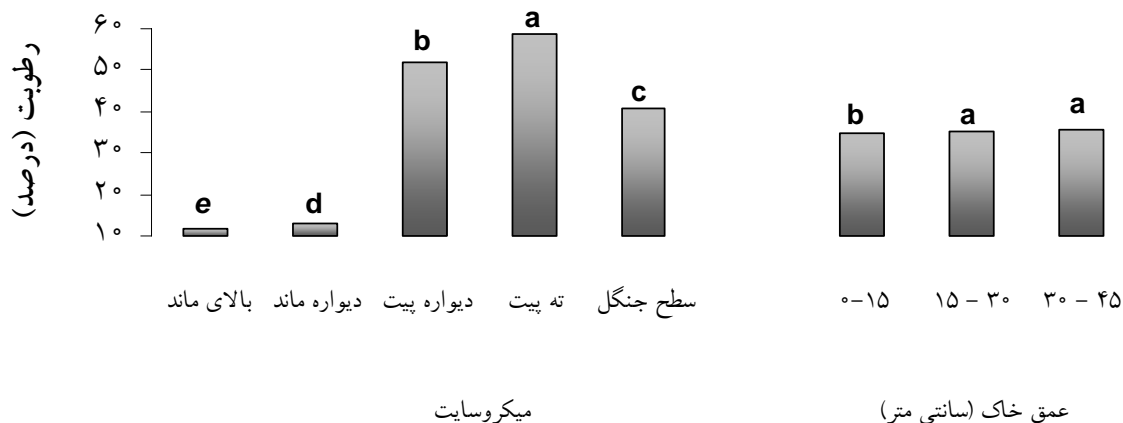 رطوبت (درصد)
۶۰
۵۰
۴۰
۳۰
۲۰
۱۰
e
d
b
a
c
b
a
a
بالای ماند
دیواره ماند
دیواره پیت
ته پیت
سطح جنگل
۰–۱۵
۱۵ – ۳۰
۳۰ – ۴۵
میکروسایت
عمق خاک (سانتی متر)